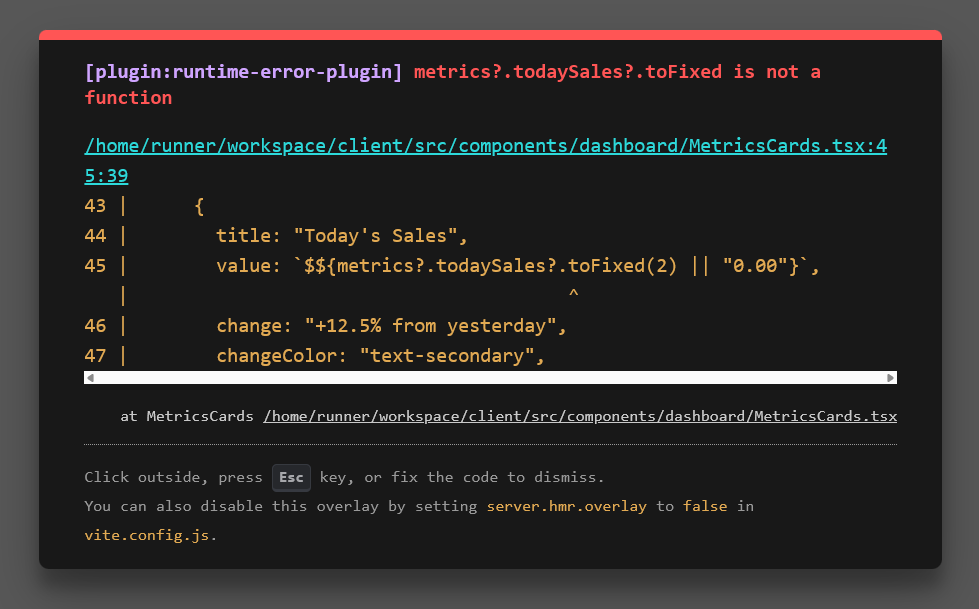 [plugin:runtime-error-plugin] metrics?.todaySales?.toFixed is not a
function
/home/runner/workspace/client/src/components/dashboard/MetricsCards.tsx:4
5:39
43 |      {
44 |        title: "Today's Sales",
45 |        value: `$${metrics?.todaySales?.toFixed(2) || "0.00"}`,
   |                                        ^
46 |        change: "+12.5% from yesterday",
47 |        changeColor: "text-secondary",
at MetricsCards /home/runner/workspace/client/src/components/dashboard/MetricsCards.tsx
Click outside, press Esc key, or fix the code to dismiss.
You can also disable this overlay by setting server.hmr.overlay to false in
vite.config.js.